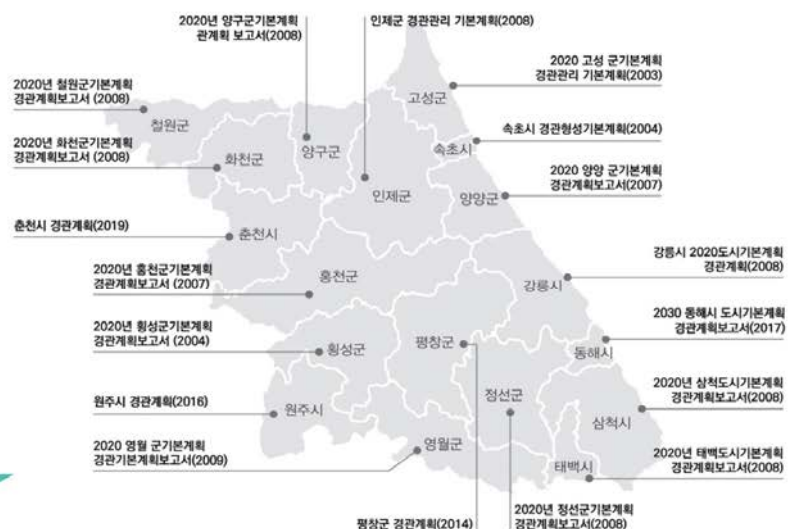 2020년 양구군기본계획
관계획 보고서(2008)
인제군 경관관리 기본계획(2008)
2020 고성 군기본계획
경관관리 기본계획(2003)
2020년 철원군기본계획
경관계획보고서 (2008)
고성군
철원군
속초시 경관형성기본계획(2004)
2020년 화천군기본계획
경관계획보고서 (2008)
화천군
양구군
속초시
인제군
2020 양양 군기본계획
경관계획보고서(2007)
양양군
춘천시 경관계획(2019)
춘천시
강릉시 2020도시기본계획
경관계획(2008)
2020년 홍천군기본계획
경관계획보고서 (2007)
홍천군
강릉시
2030 동해시 도시기본계획
경관계획보고서(2017)
2020년 횡성군기본계획
경관계획보고서 (2004)
횡성군
평창군
동해시
2020년 삼척도시기본계획
경관계획보고서(2008)
원주시 경관계획(2016)
원주시
정선군
삼척시
2020 영월 군기본계획
경관기본계획보고서(2009)
영월군
태백시
2020년 태백도시기본계획
경관계획보고서(2008)
평창군 경관계획(2014)
2020년 정선군기본계획
경관계획보고서(2008)